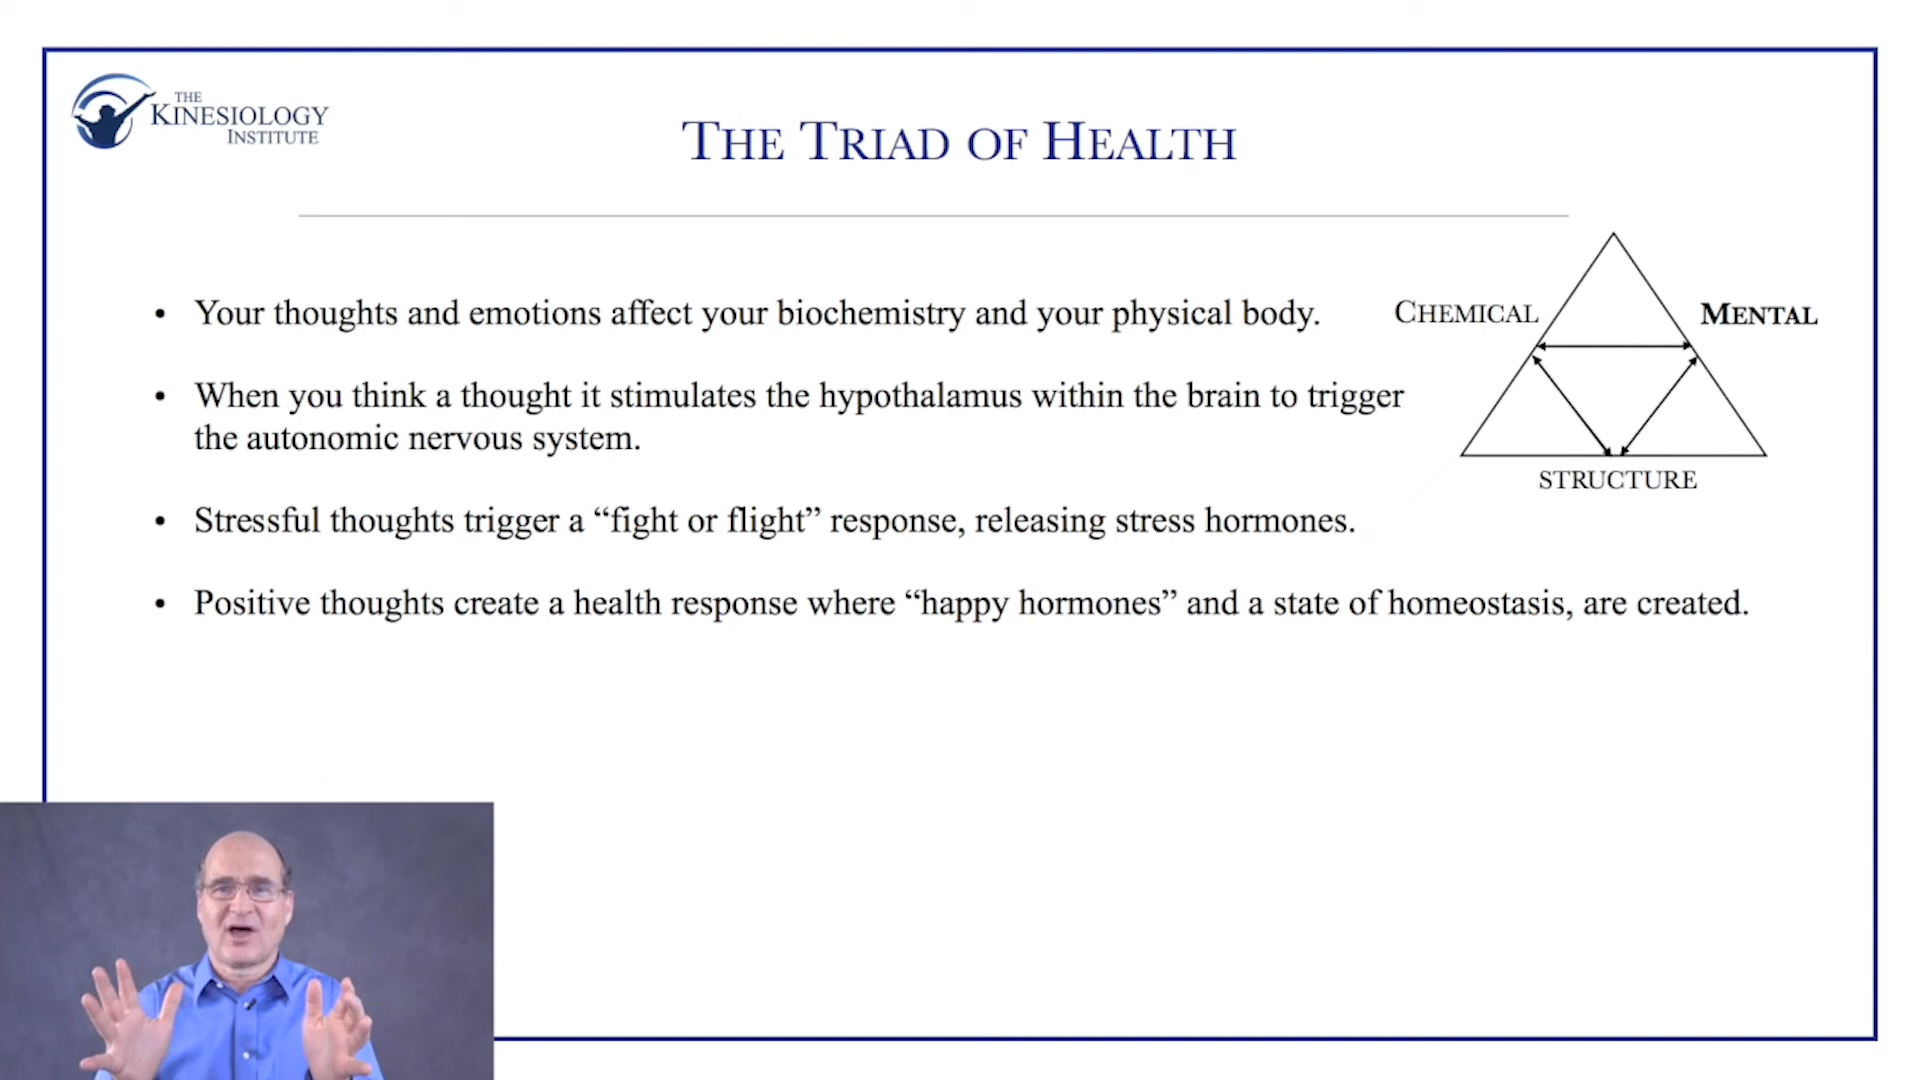 THE
KINESIOLOGY
INSTITUTE
THE TRIAD OF HEALTH
• Your thoughts and emotions affect your biochemistry and your physical body.
CHEMICAL
MENTAL
• When you think a thought it stimulates the hypothalamus within the brain to trigger
the autonomic nervous system.
STRUCTURE
• Stressful thoughts trigger a “fight or flight” response, releasing stress hormones.
• Positive thoughts create a health response where “happy hormones” and a state of homeostasis, are created.